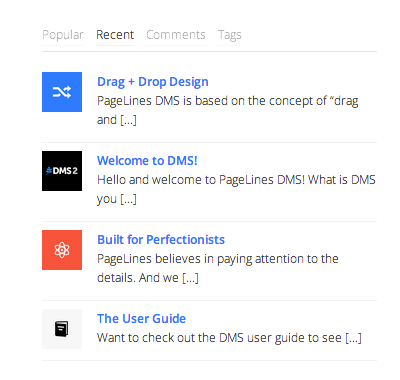 Popular Recent Comments Tags
Drag + Drop Design
PageLines DMS is based on the concept of “drag
and [...]
DMS 2
Welcome to DMS!
Hello and welcome to PageLines DMS! What is DMS
you [...]
Built for Perfectionists
PageLines believes in paying attention to the
details. And we [...]
The User Guide
Want to check out the DMS user guide to see [...]